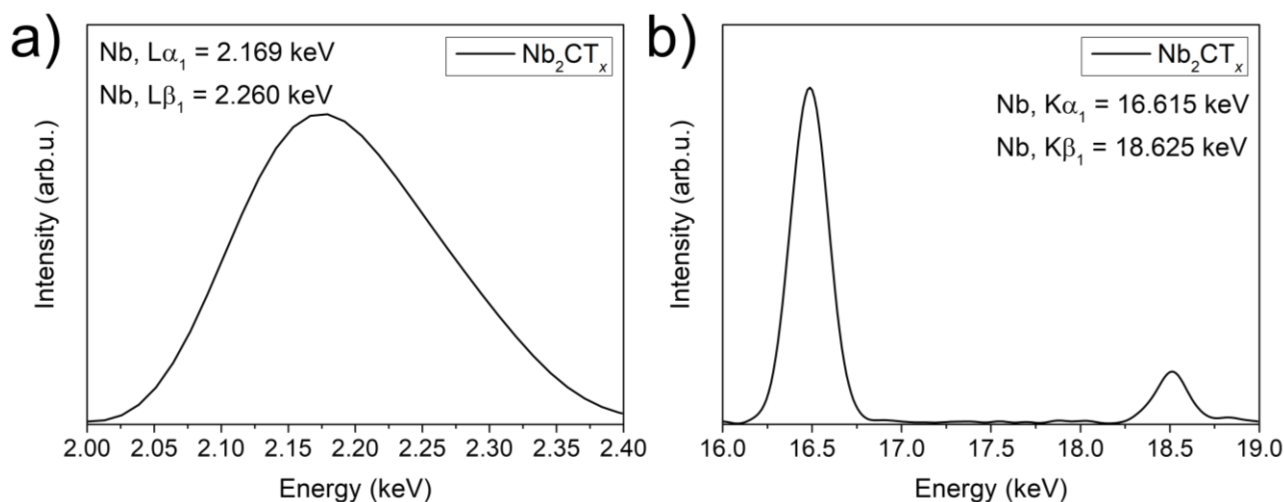 a)
Nb, Lα₁ = 2.169 keV
Nb, Lβ₁ = 2.260 keV
Nb₂CTₓ
Intensity (arb.u.)
2.00 2.05 2.10 2.15 2.20 2.25 2.30 2.35 2.40
Energy (keV)
b)
Nb₂CTₓ
Nb, Kα₁ = 16.615 keV
Nb, Kβ₁ = 18.625 keV
Intensity (arb.u.)
16.0 16.5 17.0 17.5 18.0 18.5 19.0
Energy (keV)